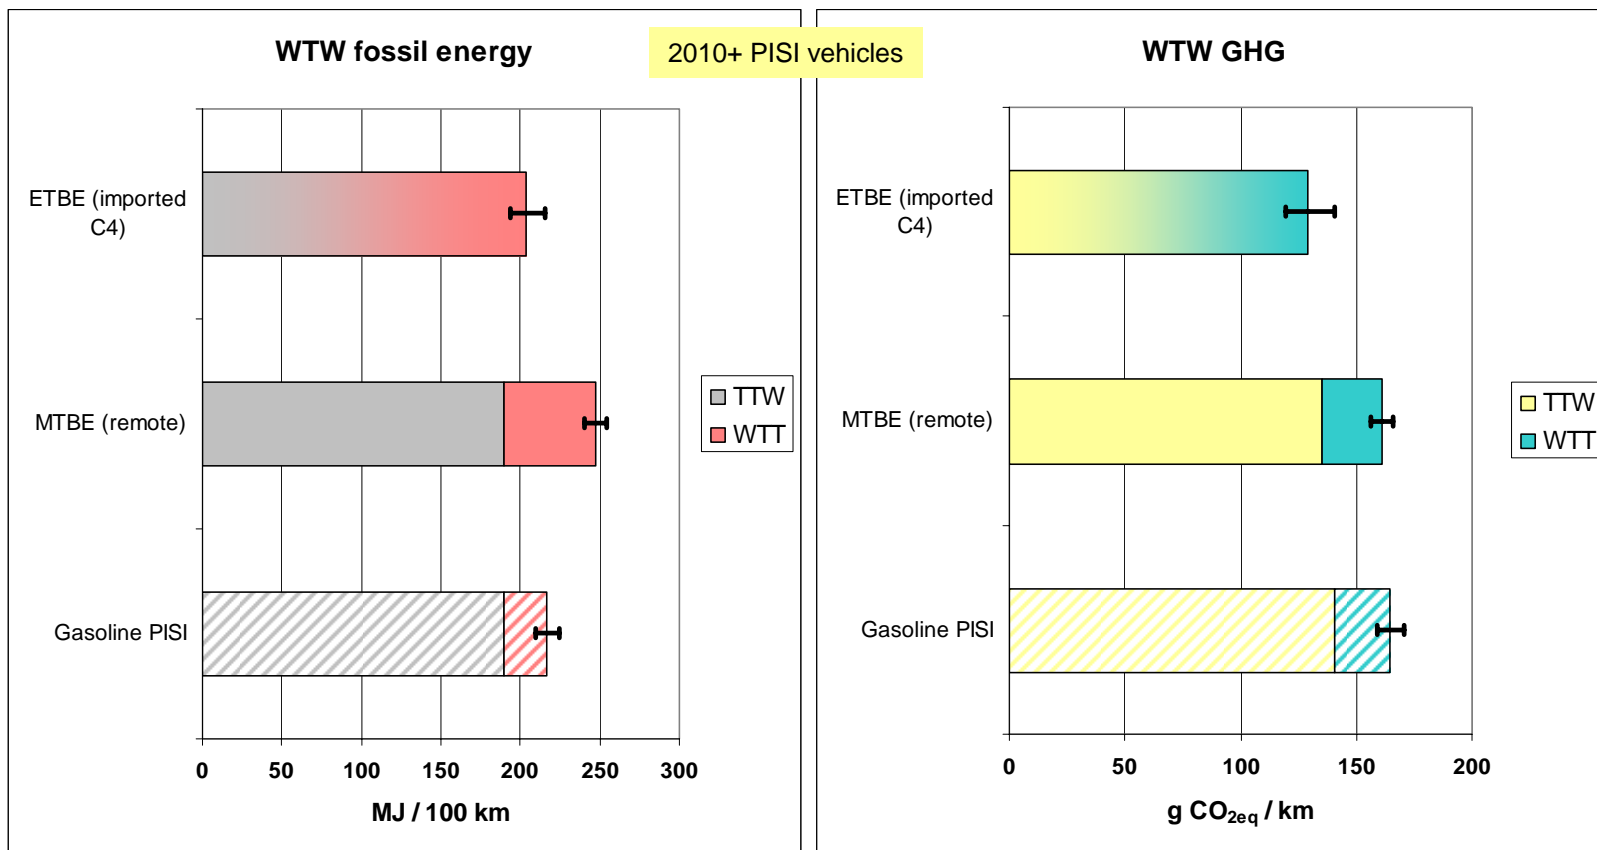 2010+ PISI vehicles
WTW fossil energy
ETBE (imported
C4)
MTBE (remote)
Gasoline PISI
0 50 100 150 200 250 300
MJ / 100 km
TTW
WTT
WTW GHG
ETBE (imported
C4)
MTBE (remote)
Gasoline PISI
0 50 100 150 200
g CO2eq / km
TTW
WTT